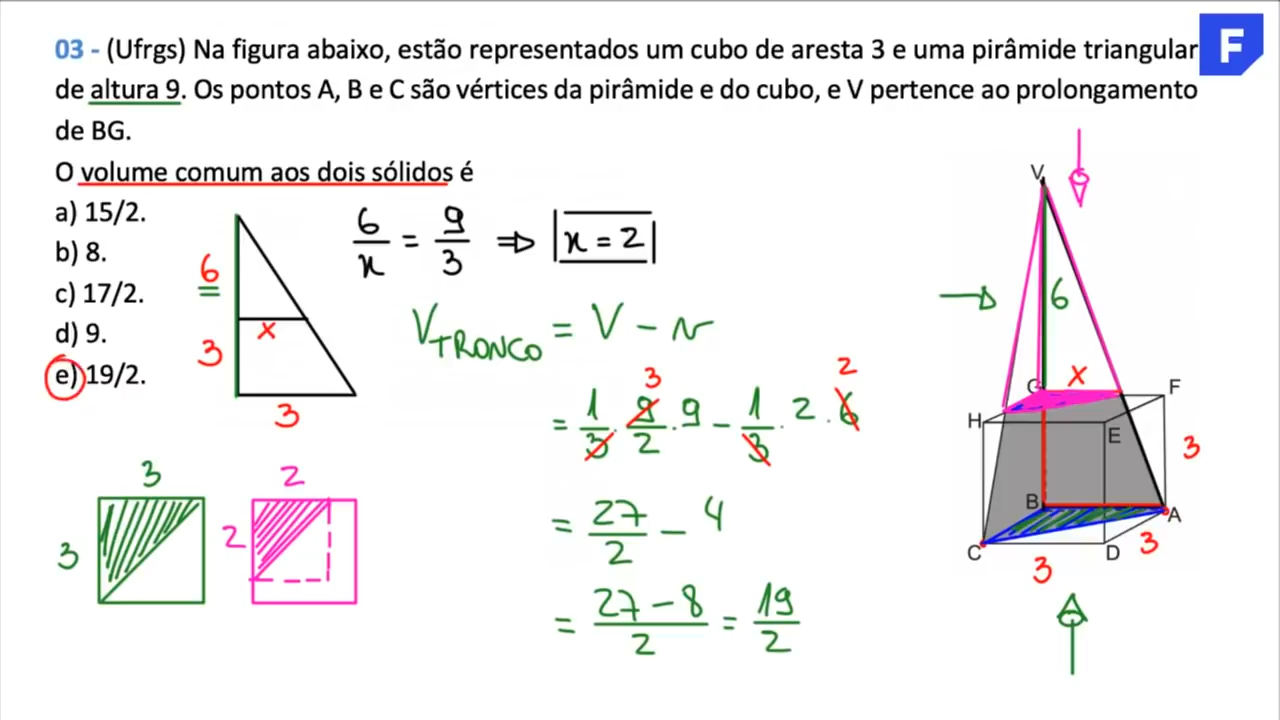 03 - (Ufrgs) Na figura abaixo, estão representados um cubo de aresta 3 e uma pirâmide triangular
de altura 9. Os pontos A, B e C são vértices da pirâmide e do cubo, e V pertence ao prolongamento
de BG.
O volume comum aos dois sólidos é
a) 15/2.
b) 8.
c) 17/2.
d) 9.
e) 19/2.
F
6
x
3
3
6/x = 9/3 ⇒ x = 2
V TRONCO = V - v
3 2
= 1/3 . 9/2 . 9 - 1/3 . 2 . 6
= 27/2 - 4
= 27 - 8/2 = 19/2
3
3
2
2
V
6
G
x
F
H
E
3
B
A
C
D
3
3